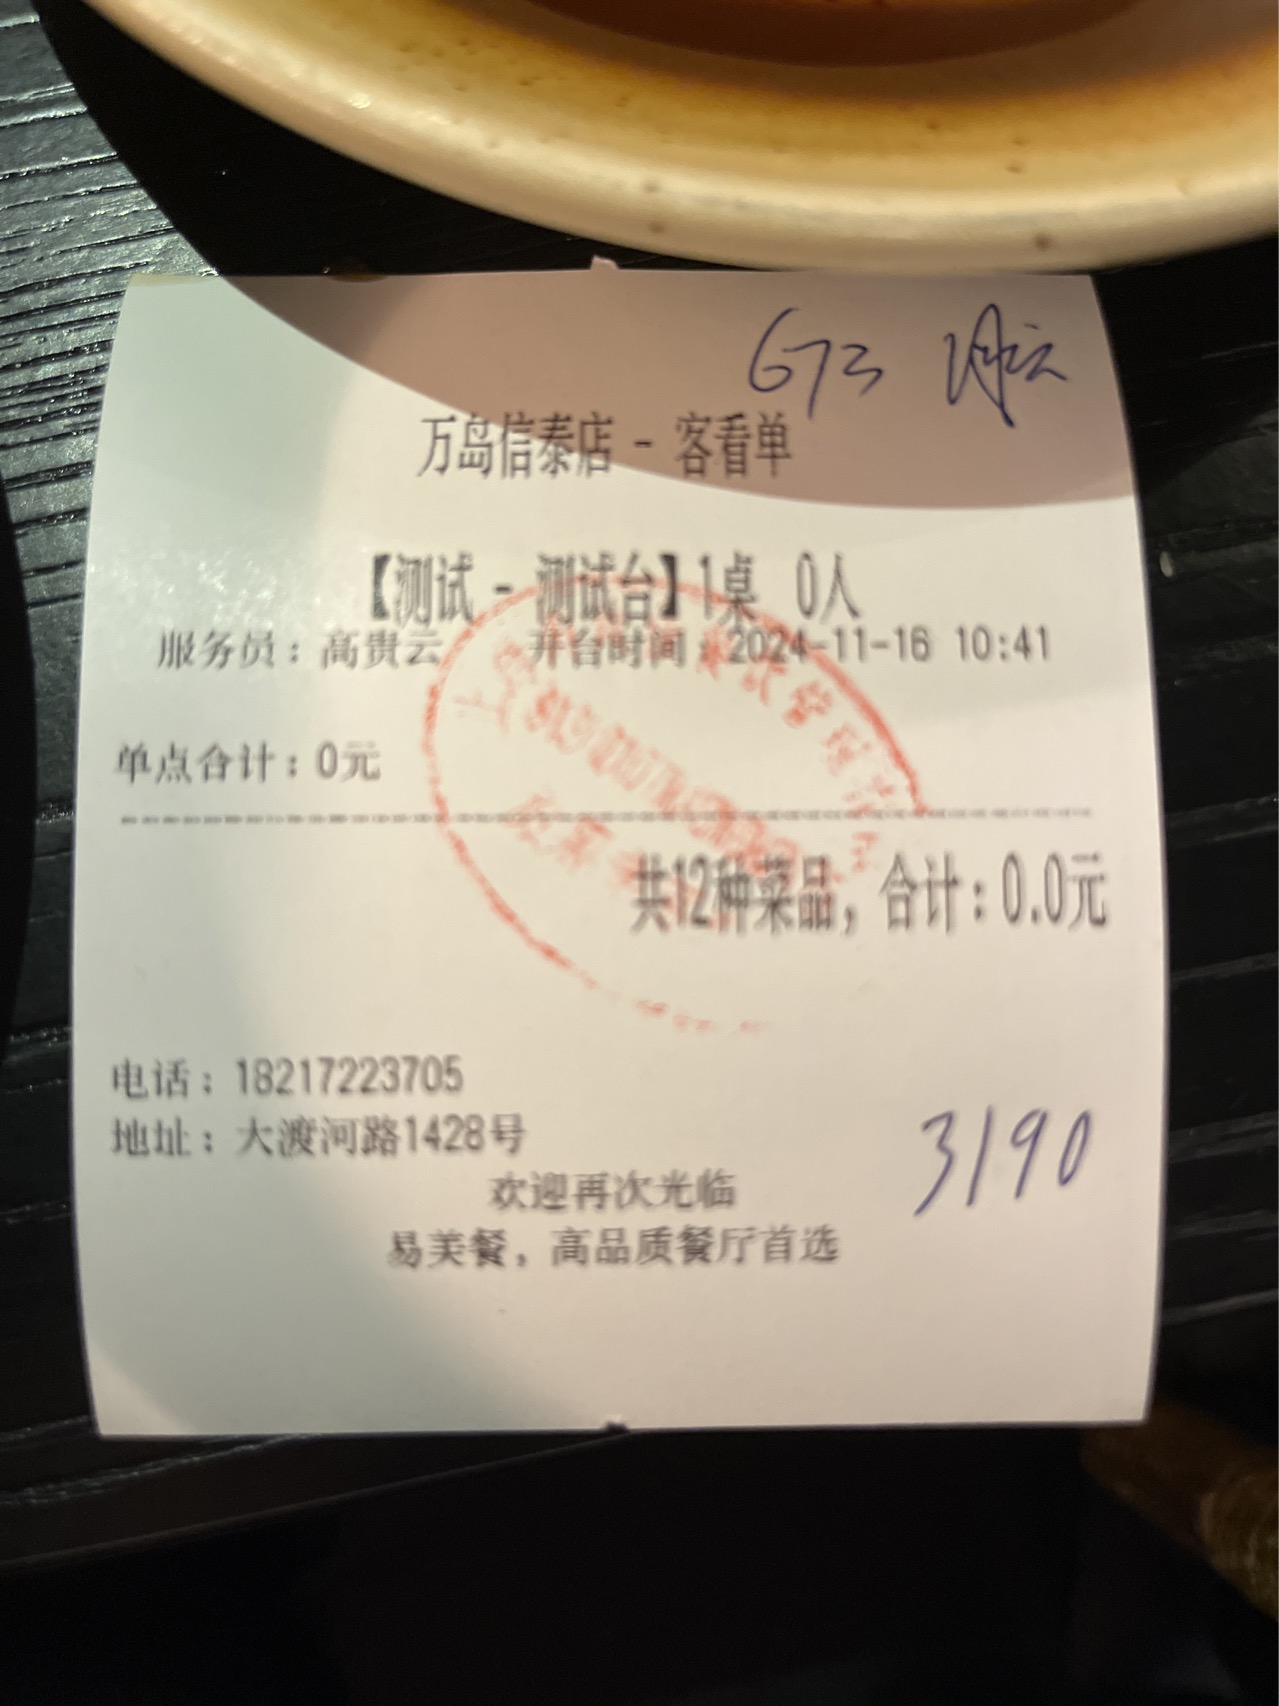 G73
万岛信泰店 - 客看单
【测试 - 测试台】1桌 0人
服务员：高贵云 开台时间：2024-11-16 10:41
单点合计：0元
共12种菜品，合计：0.0元
电话：18217223705
地址：大渡河路1428号
3190
欢迎再次光临
易美餐，高品质餐厅首选